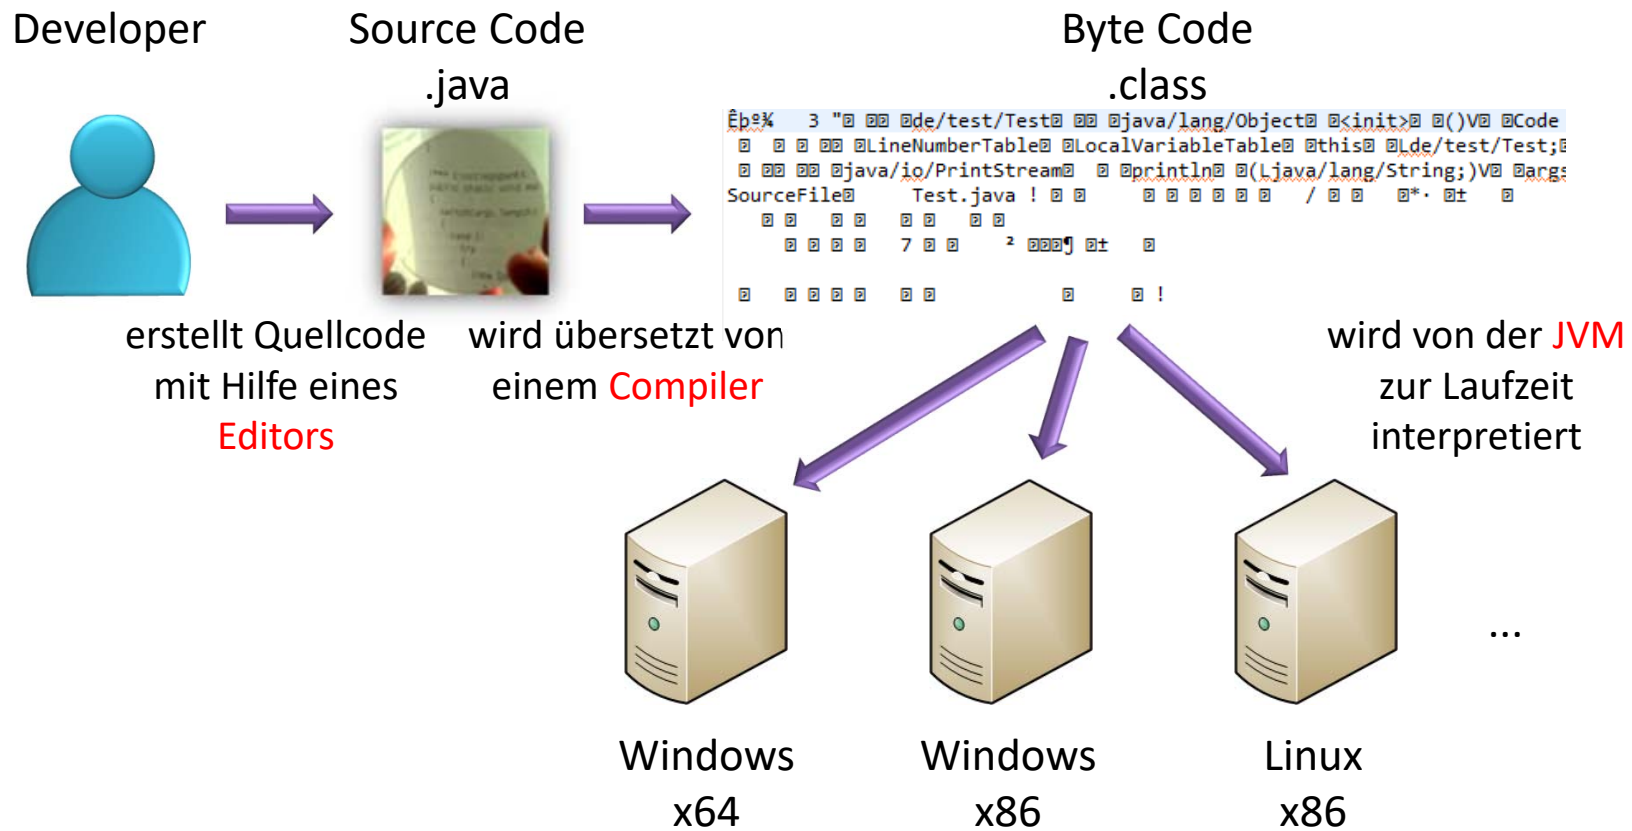 Developer
Source Code
.java
Byte Code
.class
Êþº¾ 3 " de/test/Test java/lang/Object <init> ()V Code
LineNumberTable LocalVariableTable this Lde/test/Test;
java/io/PrintStream println (Ljava/lang/String;)V args
SourceFile Test.java ! / *· ±
7 ² ¶ ±
!
erstellt Quellcode
mit Hilfe eines
Editors
wird übersetzt von
einem Compiler
wird von der JVM
zur Laufzeit
interpretiert
...
Windows
x64
Windows
x86
Linux
x86